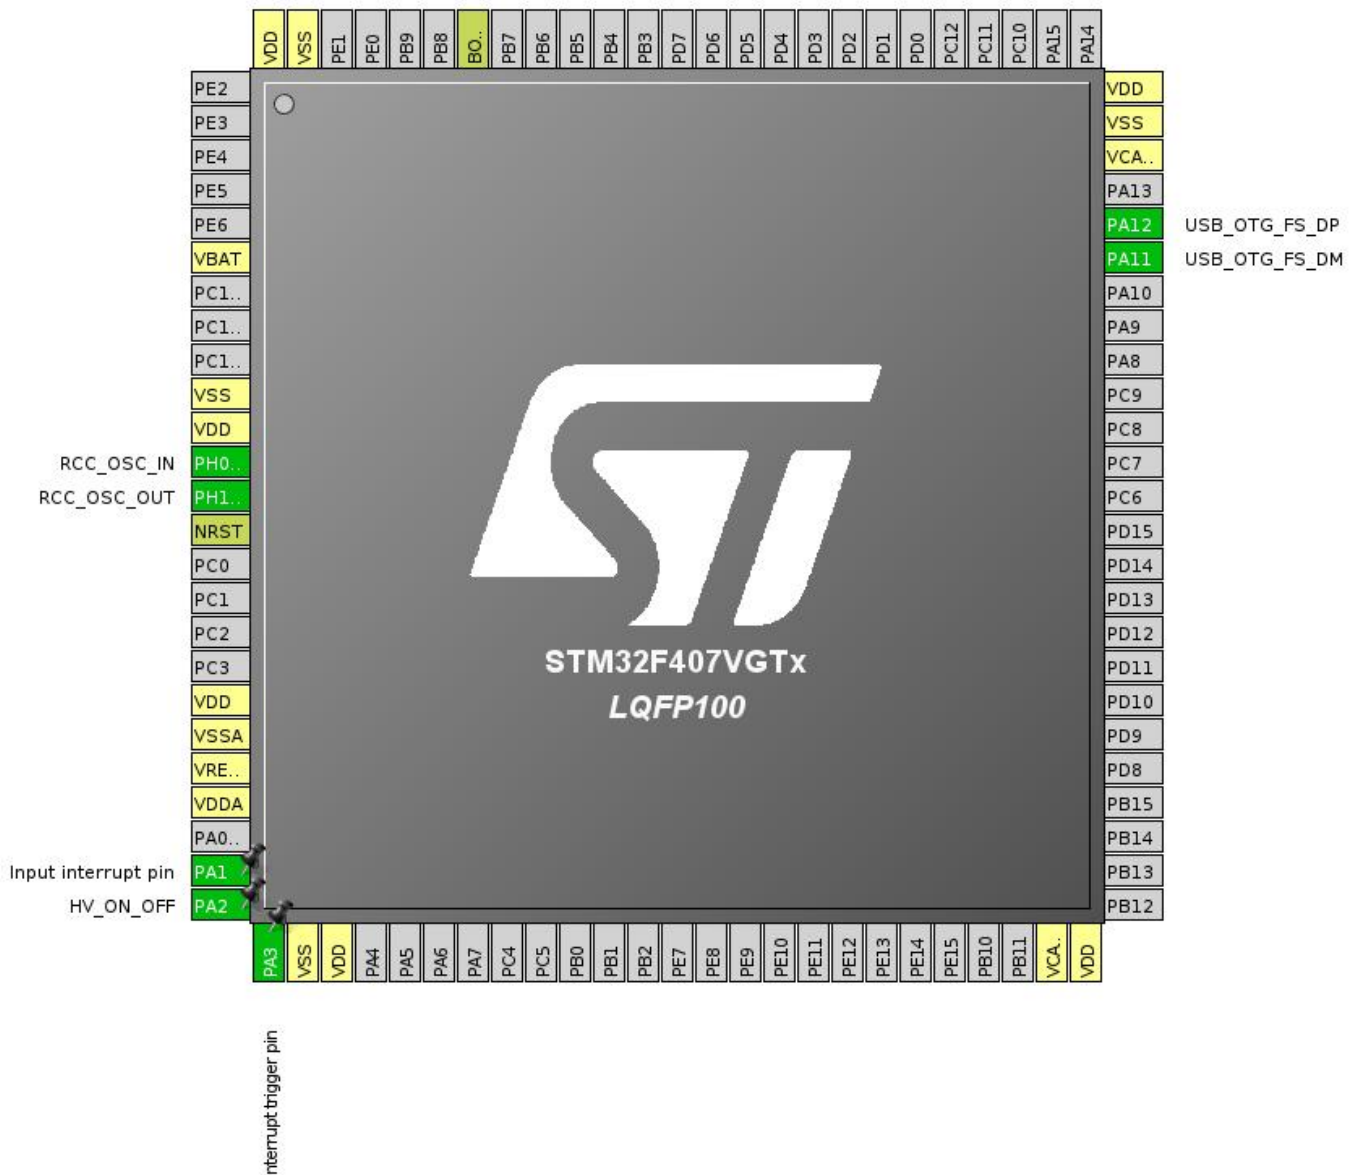 VDD VSS PE1 PE0 PB9 PB8 BO.. PB7 PB6 PB5 PB4 PB3 PD7 PD6 PD5 PD4 PD3 PD2 PD1 PD0 PC12 PC11 PC10 PA15 PA14
PE2
PE3
PE4
PE5
PE6
VBAT
PC1..
PC1..
PC1..
VSS
VDD
RCC_OSC_IN PH0..
RCC_OSC_OUT PH1..
NRST
PC0
PC1
PC2
PC3
VDD
VSSA
VRE..
VDDA
PA0..
Input interrupt pin PA1
HV_ON_OFF PA2
ST
STM32F407VGTx
LQFP100
VDD
VSS
VCA..
PA13
PA12 USB_OTG_FS_DP
PA11 USB_OTG_FS_DM
PA10
PA9
PA8
PC9
PC8
PC7
PC6
PD15
PD14
PD13
PD12
PD11
PD10
PD9
PD8
PB15
PB14
PB13
PB12
PA3 VSS VDD PA4 PA5 PA6 PA7 PC4 PC5 PB0 PB1 PB2 PE7 PE8 PE9 PE10 PE11 PE12 PE13 PE14 PE15 PB10 PB11 VCA. VDD
nterrupt trigger pin